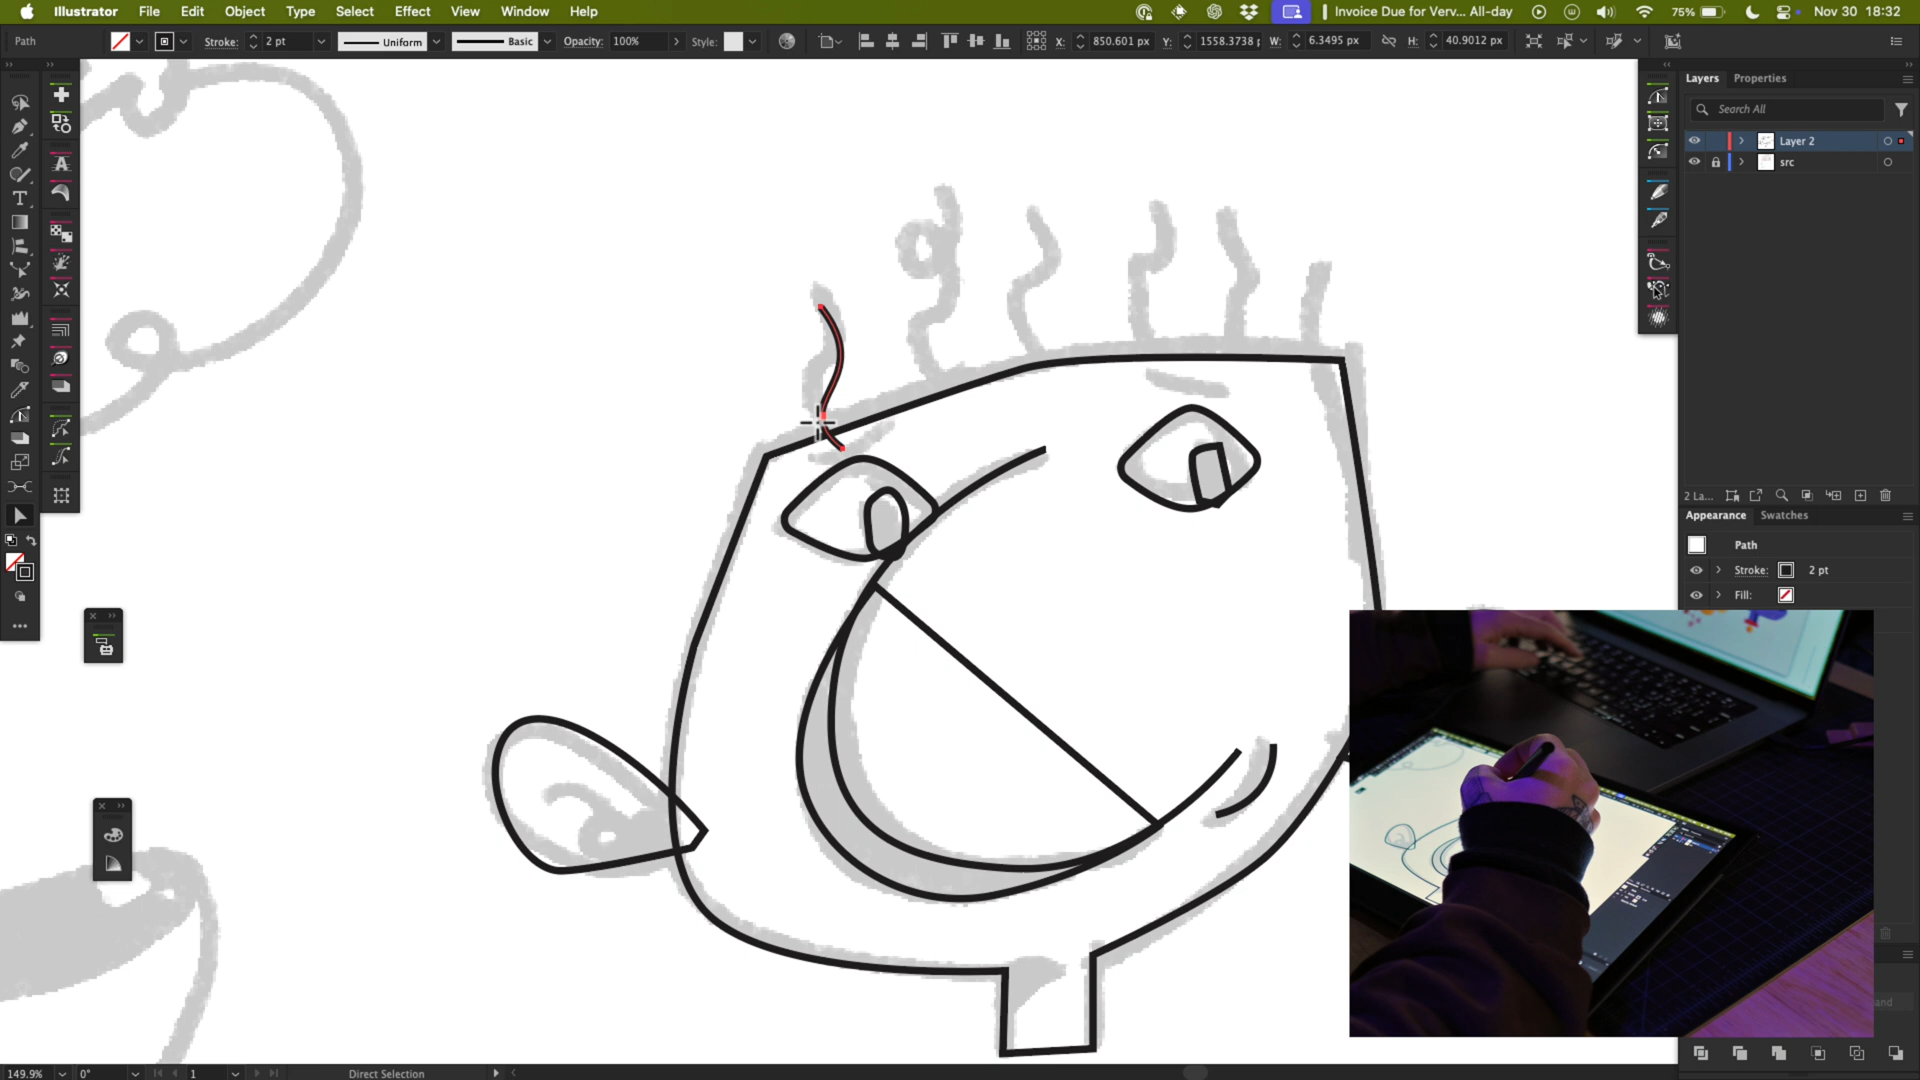 Illustrator File Edit Object Type Select Effect View Window Help Invoice Due for Verv... All-day 75% Nov 30 18:32
Path Stroke: 2 pt Uniform Basic Opacity: 100% Style: X: 850.601 px Y: 1558.3738 W: 6.3495 px H: 40.9012 px
Layers Properties
Search All
Layer 2
src
2 La...
Appearance Swatches
Path
Stroke: 2 pt
Fill:
149.9% 0° 1 Direct Selection